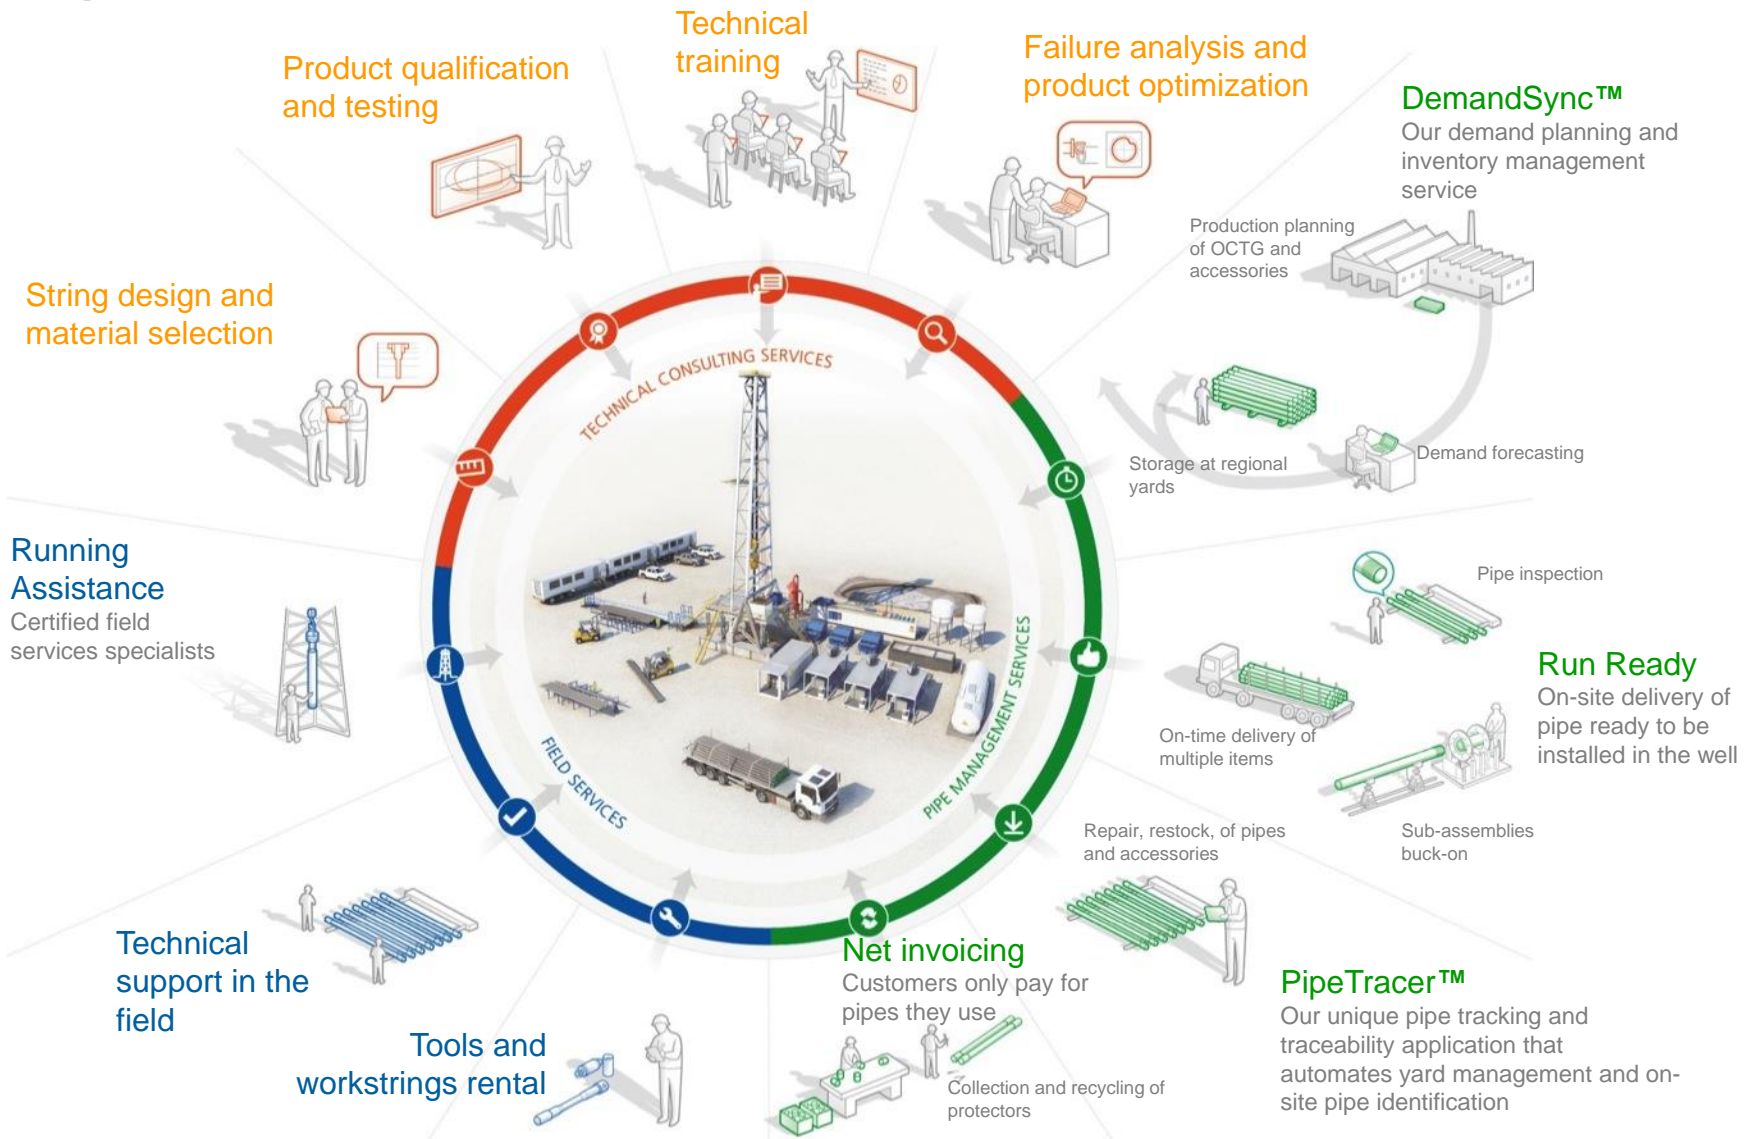 Technical
training
Product qualification
and testing
Failure analysis and
product optimization
DemandSync™
Our demand planning and
inventory management
service
Production planning
of OCTG and
accessories
String design and
material selection
TECHNICAL CONSULTING SERVICES
Storage at regional
yards
Demand forecasting
Running
Assistance
Certified field
services specialists
Pipe inspection
Run Ready
On-site delivery of
pipe ready to be
installed in the well
On-time delivery of
multiple items
PIPE MANAGEMENT SERVICES
FIELD SERVICES
Sub-assemblies
buck-on
Repair, restock, of pipes
and accessories
Technical
support in the
field
Net invoicing
Customers only pay for
pipes they use
PipeTracer™
Our unique pipe tracking and
traceability application that
automates yard management and on-
site pipe identification
Tools and
workstrings rental
Collection and recycling of
protectors